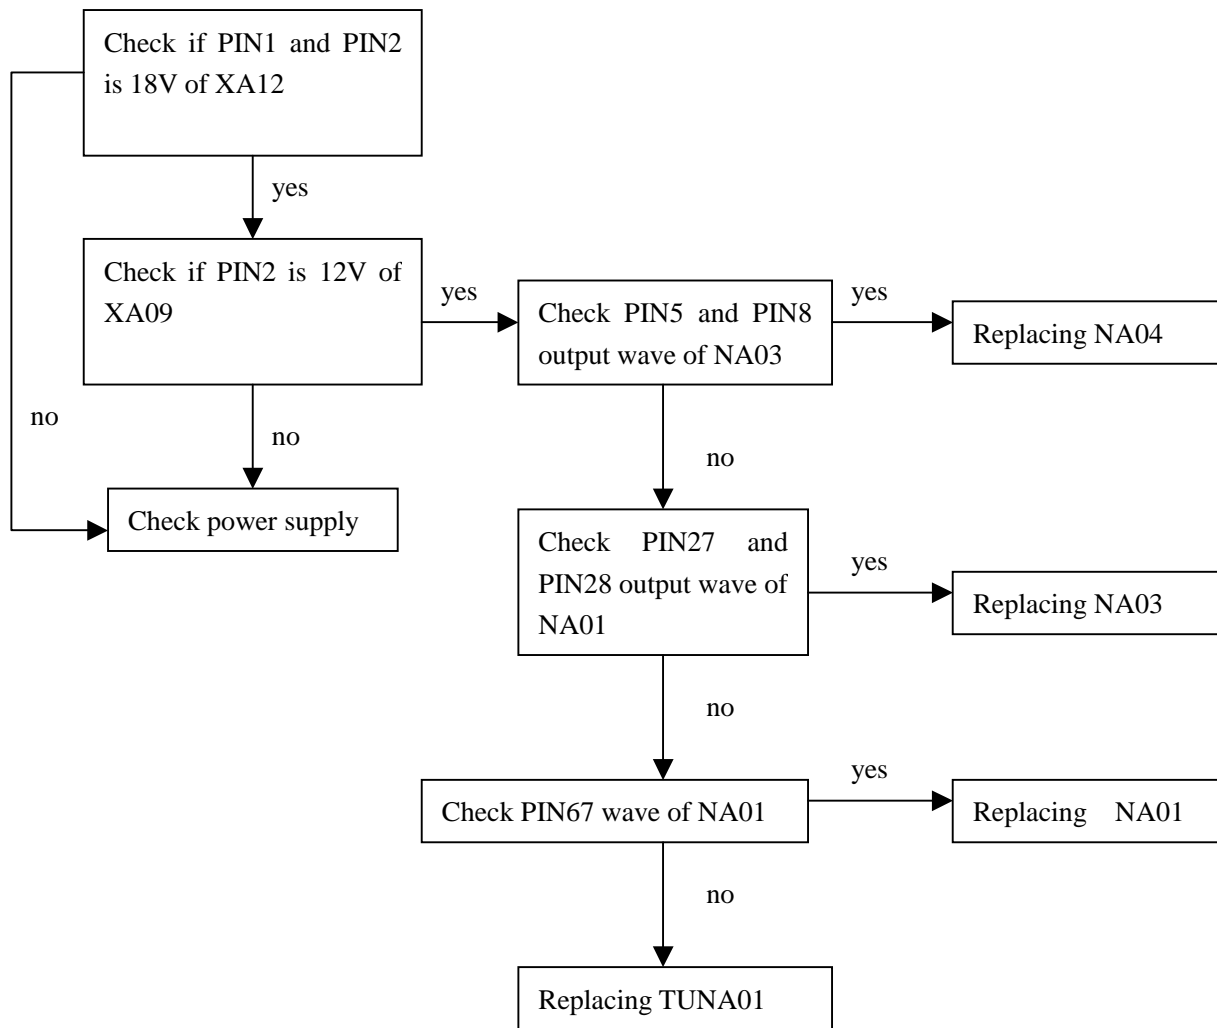 Check if PIN1 and PIN2
is 18V of XA12
yes
Check if PIN2 is 12V of
XA09
yes
Check PIN5 and PIN8
output wave of NA03
yes
Replacing NA04
no
no
no
Check power supply
Check PIN27 and
PIN28 output wave of
NA01
yes
Replacing NA03
no
Check PIN67 wave of NA01
yes
Replacing NA01
no
Replacing TUNA01